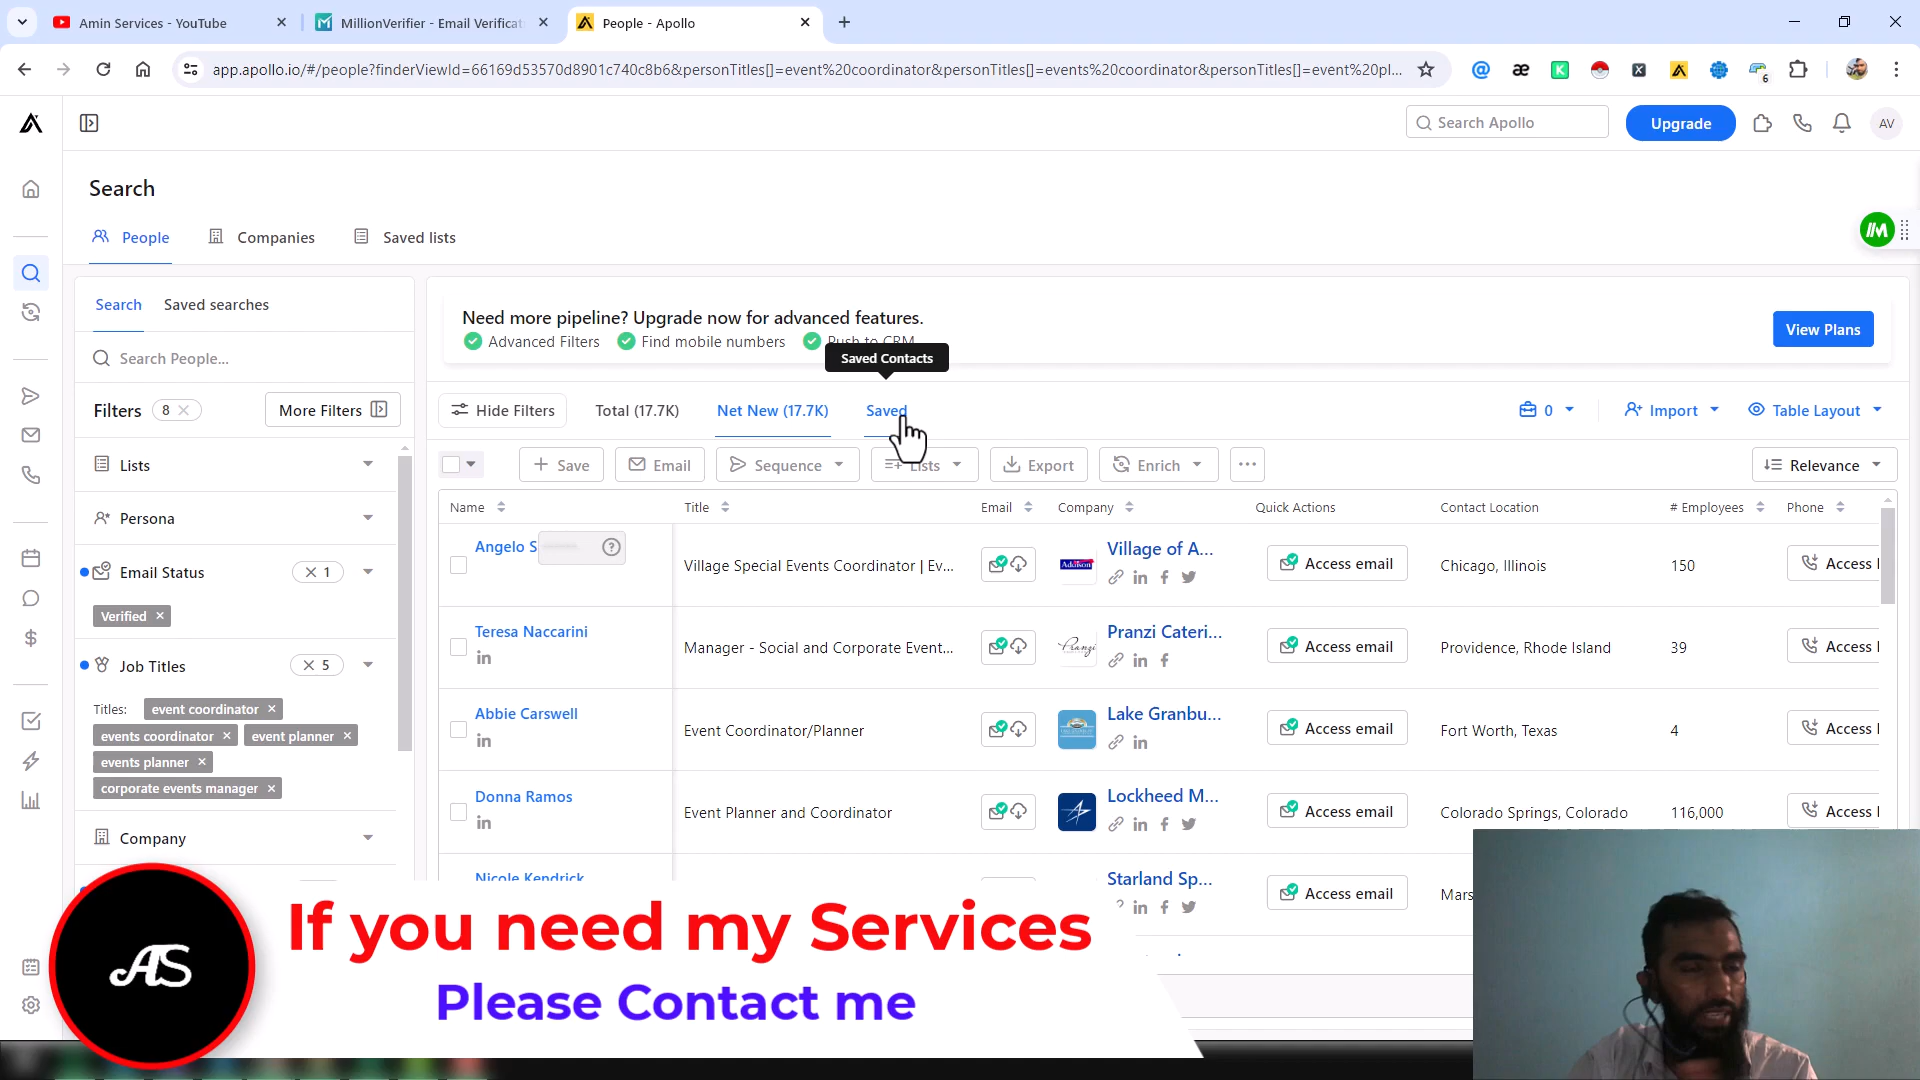 Amin Services - YouTube
MillionVerifier - Email Verificat
People - Apollo
app.apollo.io/#/people?finderViewId=66169d53570d8901c740c8b6&personTitles[]=event%20coordinator&personTitles[]=events%20coordinator&personTitles[]=event%20pl...
6
Search Apollo
Upgrade
AV
Search
People
Companies
Saved lists
Search
Saved searches
Search People...
Filters
8
More Filters
Lists
Persona
Email Status
1
Verified
Job Titles
5
Titles:
event coordinator
events coordinator
event planner
events planner
corporate events manager
Company
Need more pipeline? Upgrade now for advanced features.
Advanced Filters
Find mobile numbers
Push to CRM
View Plans
Saved Contacts
Hide Filters
Total (17.7K)
Net New (17.7K)
Saved
0
Import
Table Layout
Save
Email
Sequence
Lists
Export
Enrich
Relevance
Name Title Email Company Quick Actions Contact Location # Employees Phone
Angelo S
Village Special Events Coordinator | Ev...
Addison
Village of A...
Access email
Chicago, Illinois
150
Access
Teresa Naccarini
Manager - Social and Corporate Event...
Pranzi
Pranzi Cateri...
Access email
Providence, Rhode Island
39
Access
Abbie Carswell
Event Coordinator/Planner
Lake Granbu...
Access email
Fort Worth, Texas
4
Access
Donna Ramos
Event Planner and Coordinator
Lockheed M...
Access email
Colorado Springs, Colorado
116,000
Access
Nicole Kendrick
Starland Sp...
Access email
Mars
AS
If you need my Services
Please Contact me